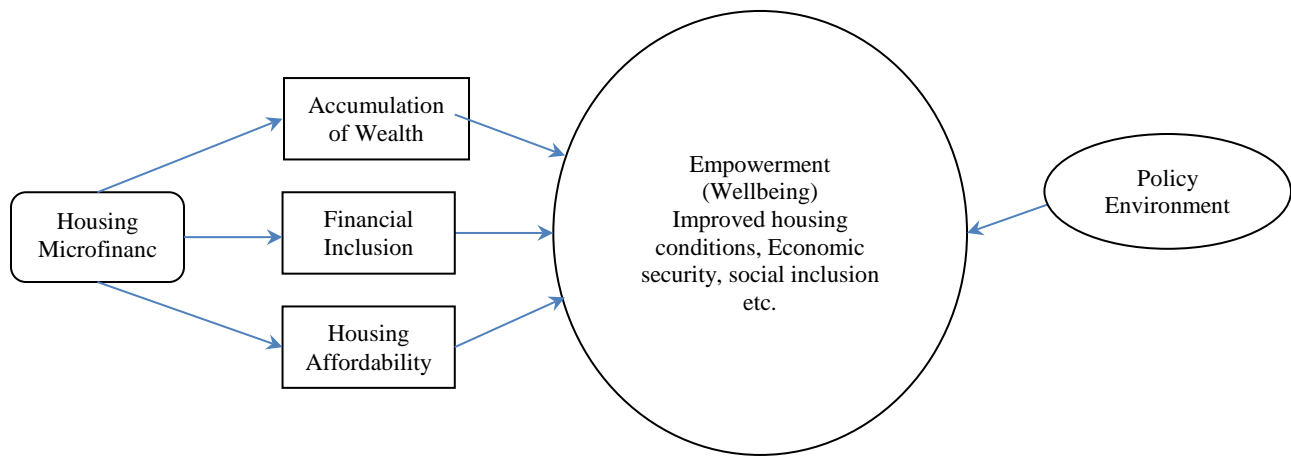 Housing
Microfinanc
Accumulation
of Wealth
Financial
Inclusion
Housing
Affordability
Empowerment
(Wellbeing)
Improved housing
conditions, Economic
security, social inclusion
etc.
Policy
Environment